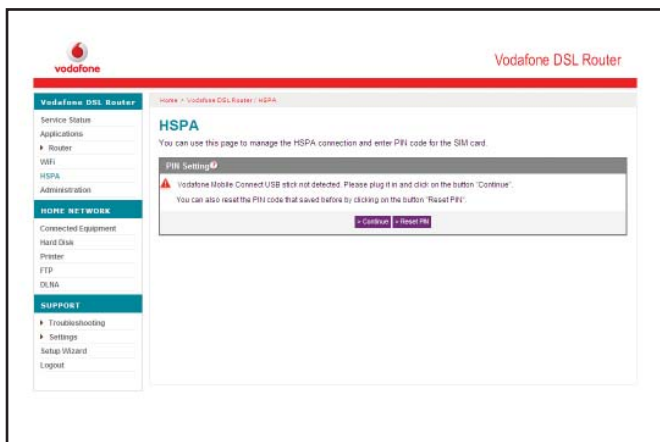 vodafone
Vodafone DSL Router
Vodafone DSL Router
Service Status
Applications
Router
WiFi
HSPA
Administration
HOME NETWORK
Connected Equipment
Hard Disk
Printer
FTP
DLNA
SUPPORT
Troubleshooting
Settings
Setup Wizard
Logout
Home > Vodafone DSL Router / HSPA
HSPA
You can use this page to manage the HSPA connection and enter PIN code for the SIM card.
PIN Setting?
Vodafone Mobile Connect USB stick not detected. Please plug it in and click on the button "Continue".
You can also reset the PIN code that saved before by clicking on the button "Reset PIN".
» Continue » Reset PIN